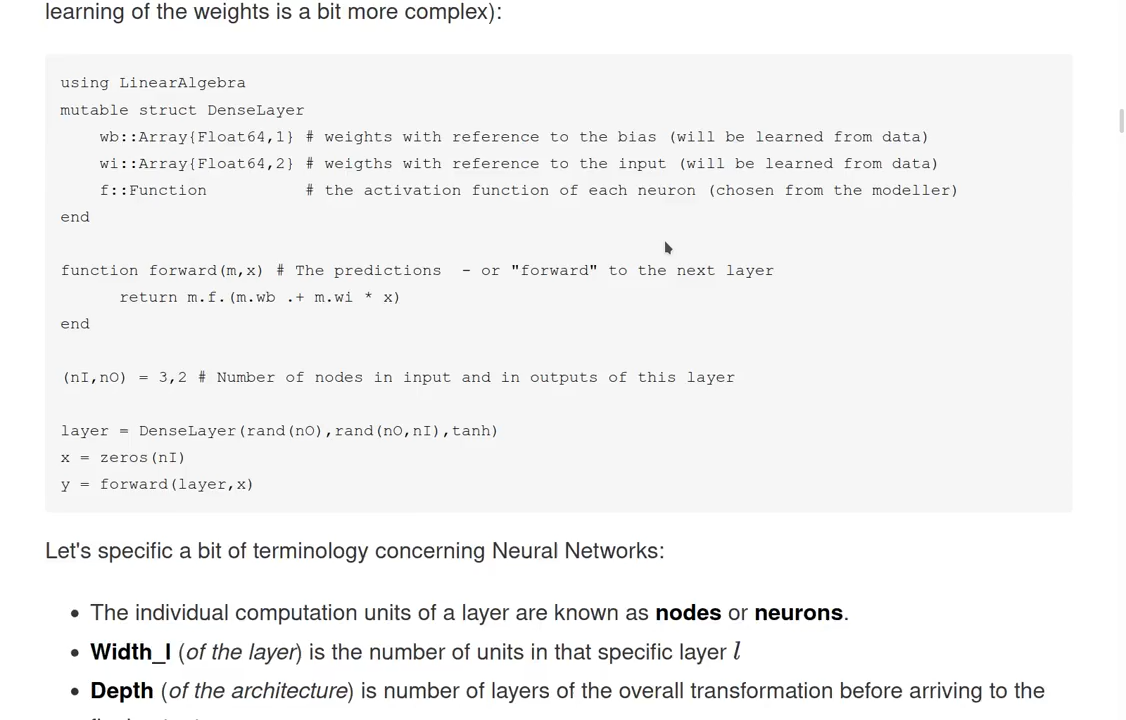 learning of the weights is a bit more complex):
using LinearAlgebra
mutable struct DenseLayer
    wb::Array{Float64,1} # weights with reference to the bias (will be learned from data)
    wi::Array{Float64,2} # weigths with reference to the input (will be learned from data)
    f::Function          # the activation function of each neuron (chosen from the modeller)
end
function forward(m,x) # The predictions  - or "forward" to the next layer
      return m.f.(m.wb .+ m.wi * x)
end
(nI,nO) = 3,2 # Number of nodes in input and in outputs of this layer
layer = DenseLayer(rand(nO),rand(nO,nI),tanh)
x = zeros(nI)
y = forward(layer,x)
Let's specific a bit of terminology concerning Neural Networks:
• The individual computation units of a layer are known as nodes or neurons.
• Width_l (of the layer) is the number of units in that specific layer l
• Depth (of the architecture) is number of layers of the overall transformation before arriving to the